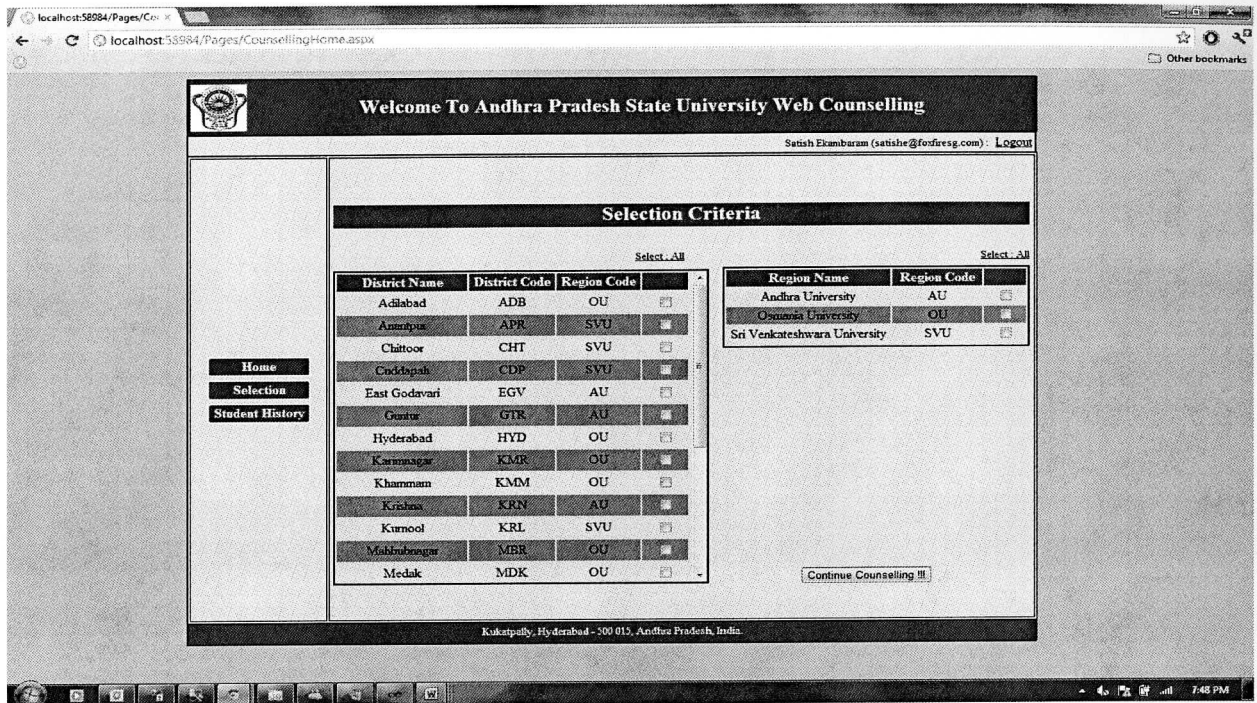 localhost:58984/Pages/Co
localhost:58984/Pages/CounsellingHome.aspx
Other bookmarks
Welcome To Andhra Pradesh State University Web Counselling
Satish Ekambaram (satishe@foxfiresg.com) : Logout
Selection Criteria
Select : All
Select : All
District Name District Code Region Code
Adilabad ADB OU
Anantpur APR SVU
Chittoor CHT SVU
Cuddapah CDP SVU
East Godavari EGV AU
Guntur GTR AU
Hyderabad HYD OU
Karimnagar KMR OU
Khammam KMM OU
Krishna KRN AU
Kurnool KRL SVU
Mahbubnagar MBR OU
Medak MDK OU
Region Name Region Code
Andhra University AU
Osmania University OU
Sri Venkateshwara University SVU
Home
Selection
Student History
Continue Counselling !!!
Kukatpally, Hyderabad - 500 015, Andhra Pradesh, India.
7:48 PM